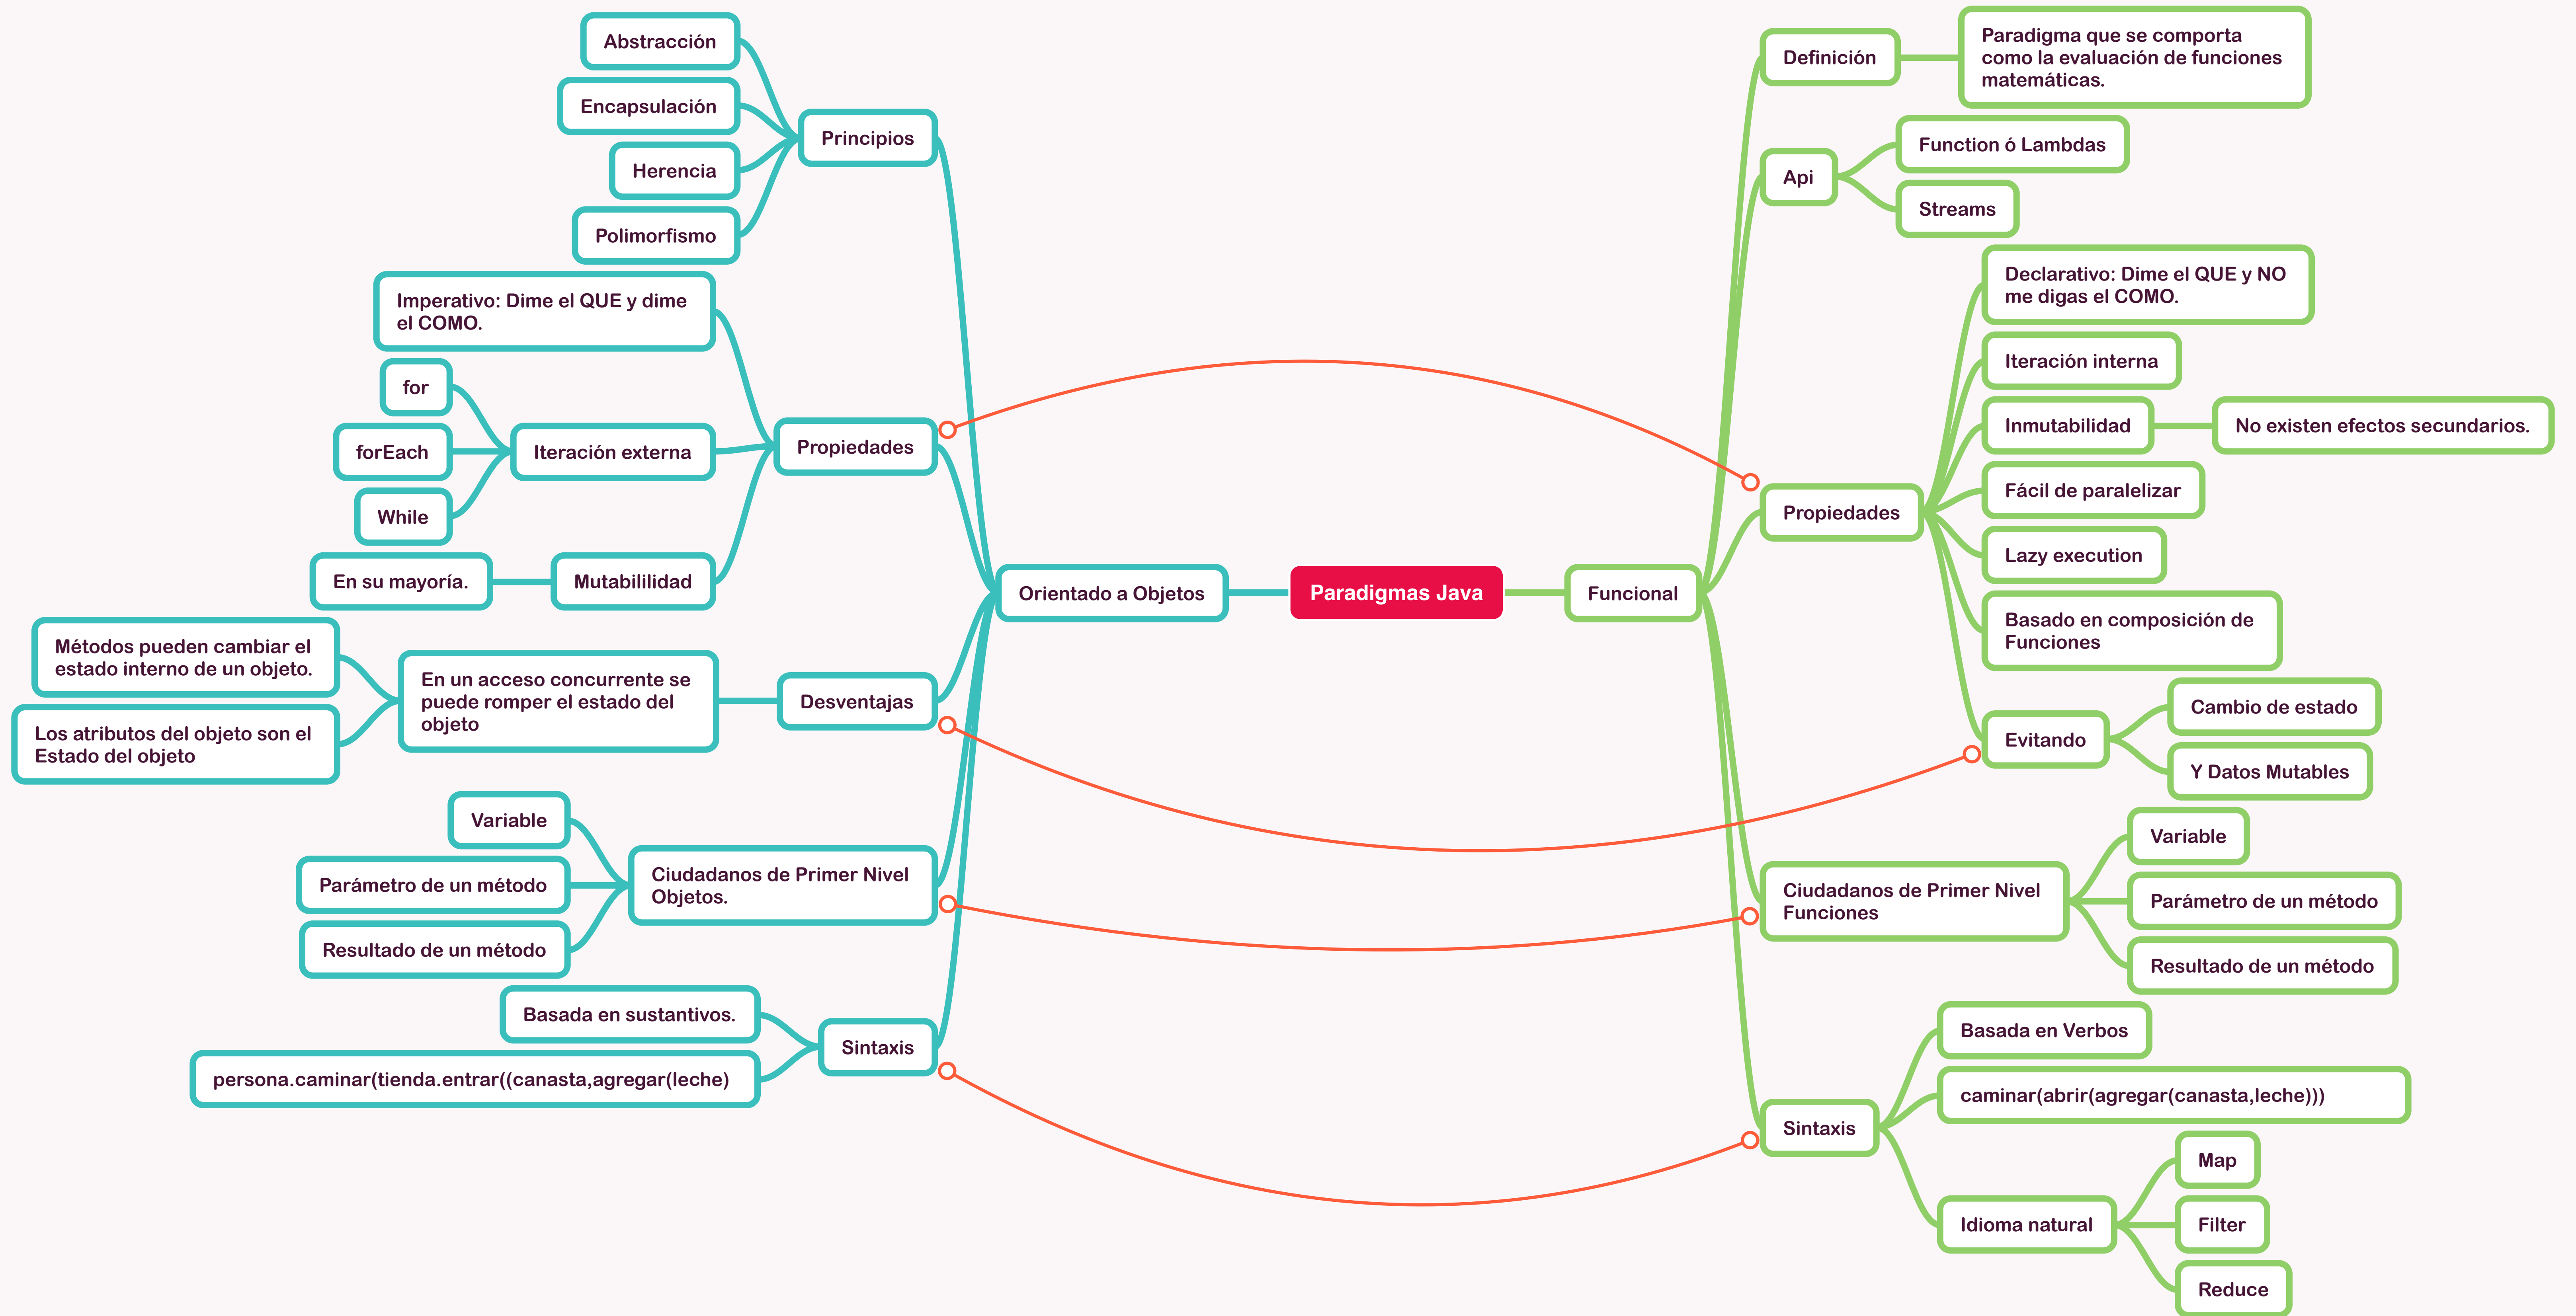 Paradigmas Java
Orientado a Objetos
Principios
Abstracción
Encapsulación
Herencia
Polimorfismo
Propiedades
Imperativo: Dime el QUE y dime
el COMO.
Iteración externa
for
forEach
While
Mutabililidad
En su mayoría.
Desventajas
En un acceso concurrente se
puede romper el estado del
objeto
Métodos pueden cambiar el
estado interno de un objeto.
Los atributos del objeto son el
Estado del objeto
Ciudadanos de Primer Nivel
Objetos.
Variable
Parámetro de un método
Resultado de un método
Sintaxis
Basada en sustantivos.
persona.caminar(tienda.entrar((canasta,agregar(leche)
Funcional
Definición
Paradigma que se comporta
como la evaluación de funciones
matemáticas.
Api
Function ó Lambdas
Streams
Propiedades
Declarativo: Dime el QUE y NO
me digas el COMO.
Iteración interna
Inmutabilidad
No existen efectos secundarios.
Fácil de paralelizar
Lazy execution
Basado en composición de
Funciones
Evitando
Cambio de estado
Y Datos Mutables
Ciudadanos de Primer Nivel
Funciones
Variable
Parámetro de un método
Resultado de un método
Sintaxis
Basada en Verbos
caminar(abrir(agregar(canasta,leche)))
Idioma natural
Map
Filter
Reduce